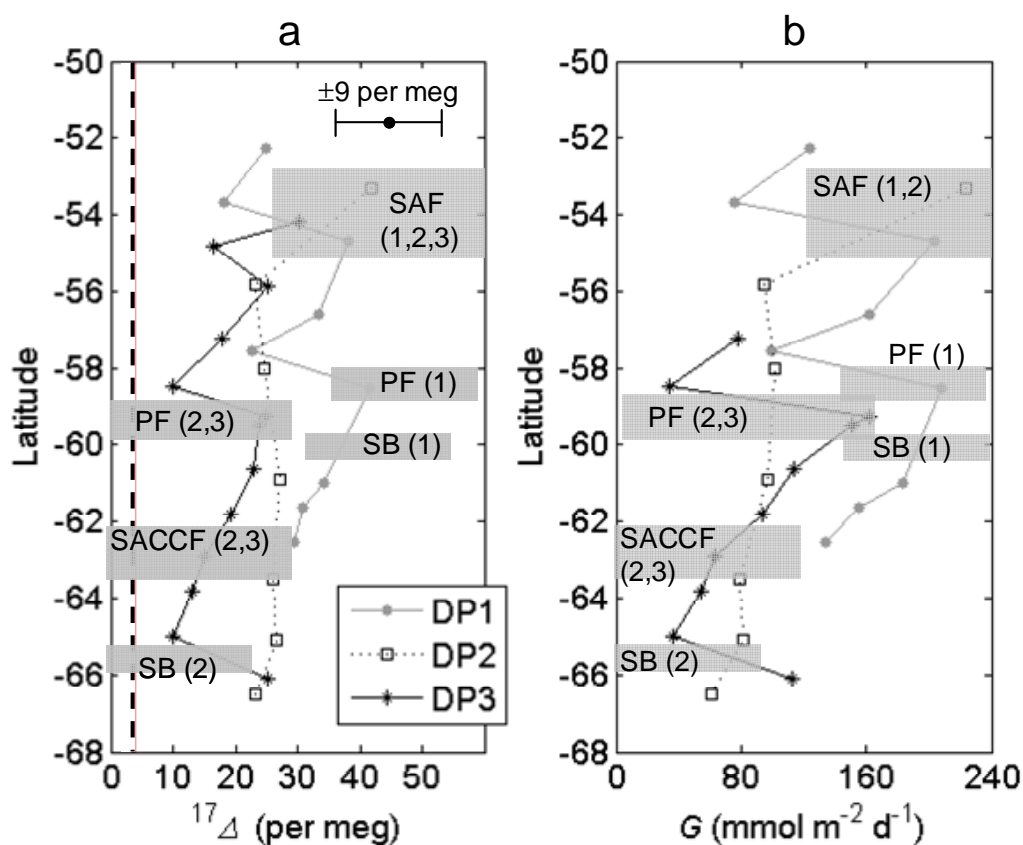 a
-50
-52
-54
-56
-58
-60
-62
-64
-66
-68
Latitude
±9 per meg
SAF
(1,2,3)
PF (1)
PF (2,3)
SB (1)
SACCF (2,3)
SB (2)
DP1
DP2
DP3
0 10 20 30 40 50
17Δ (per meg)
b
-50
-52
-54
-56
-58
-60
-62
-64
-66
-68
Latitude
SAF (1,2)
PF (1)
PF (2,3)
SB (1)
SACCF
(2,3)
SB (2)
0 80 160 240
G (mmol m-2 d-1)